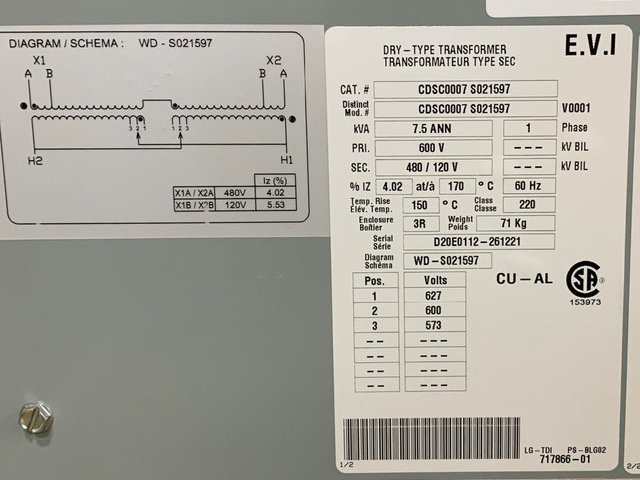 DIAGRAM / SCHEMA : WD - S021597
X1 X2
A B B A
3 2 1 1 2 3
H2 H1
Iz (%)
X1A / X2A 480V 4.02
X1B / X2B 120V 5.53
DRY-TYPE TRANSFORMER E.V.I
TRANSFORMATEUR TYPE SEC
CAT. # CDSC0007 S021597
Distinct Mod. # CDSC0007 S021597 V0001
kVA 7.5 ANN 1 Phase
PRI. 600 V --- kV BIL
SEC. 480 / 120 V --- kV BIL
% IZ 4.02 at/à 170 °C 60 Hz
Temp. Rise Élév. Temp. 150 °C Class Classe 220
Enclosure Boîtier 3R Weight Poids 71 Kg
Serial Série D20E0112-261221
Diagram Schéma WD-S021597
CU-AL
153973
Pos. Volts
1 627
2 600
3 573
-- ---
-- ---
-- ---
-- ---
1/2 LG-TDI PS-BLG02
717866-01
2/2